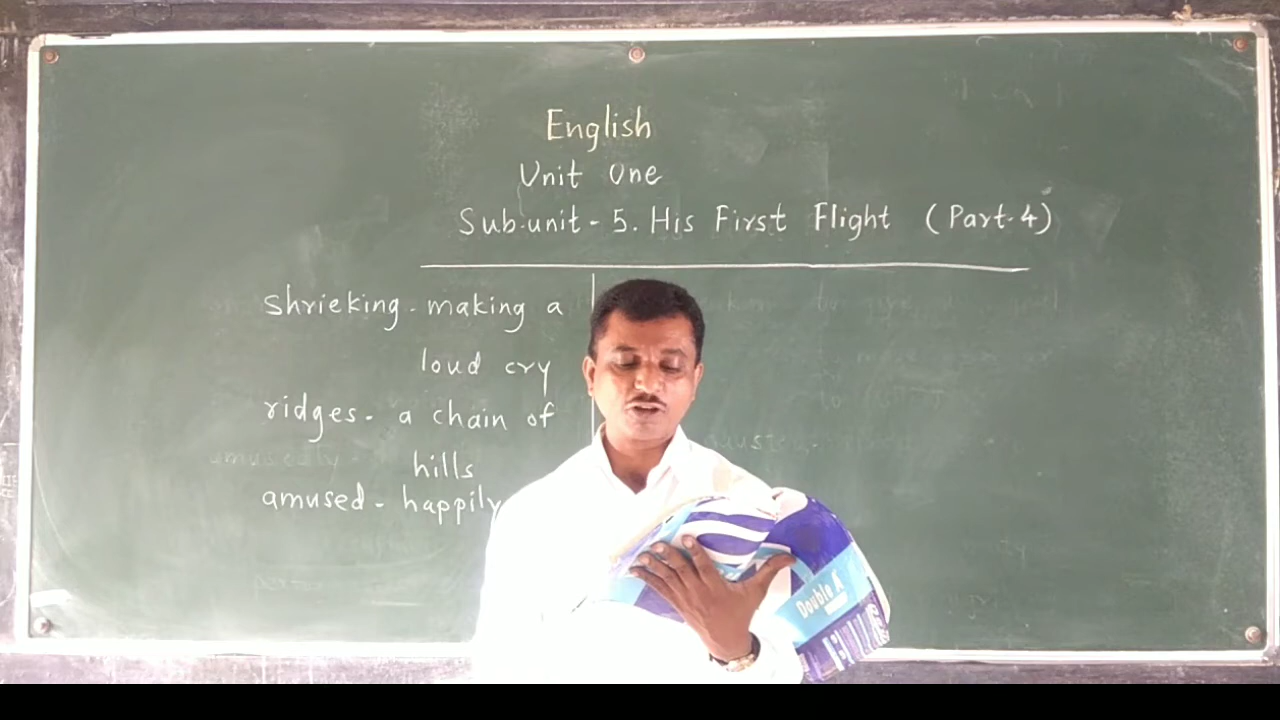 English
Unit One
Sub-unit - 5. His First Flight (Part-4)
shrieking - making a
loud cry
ridges - a chain of
hills
amused - happily
Double A